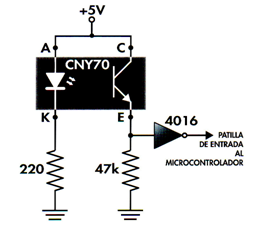 +5V
A
C
CNY70
K
E
4016
220
47k
PATILLA
DE ENTRADA
AL
MICROCONTROLADOR